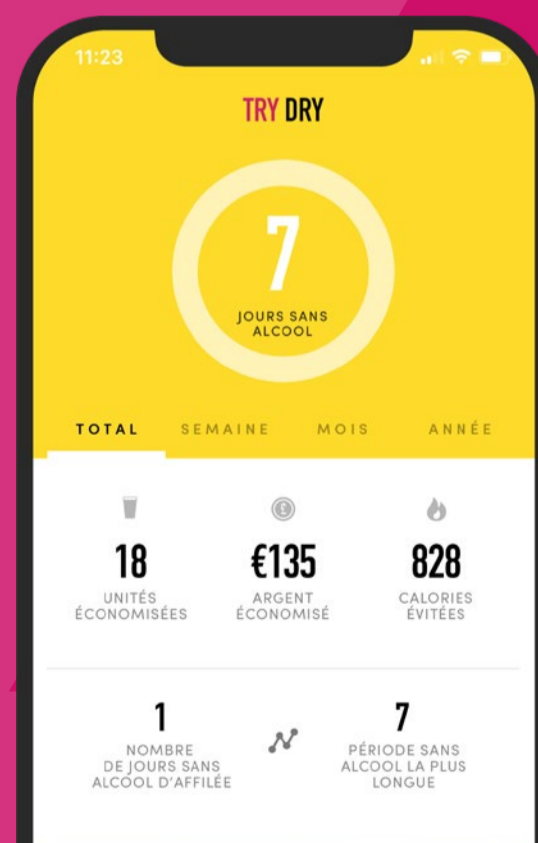 11:23
TRY DRY
7
JOURS SANS
ALCOOL
TOTAL SEMAINE MOIS ANNÉE
18 €135 828
UNITÉS ARGENT CALORIES
ÉCONOMISÉES ÉCONOMISÉ ÉVITÉES
1 7
NOMBRE PÉRIODE SANS
DE JOURS SANS ALCOOL LA PLUS
ALCOOL D'AFFILÉE LONGUE